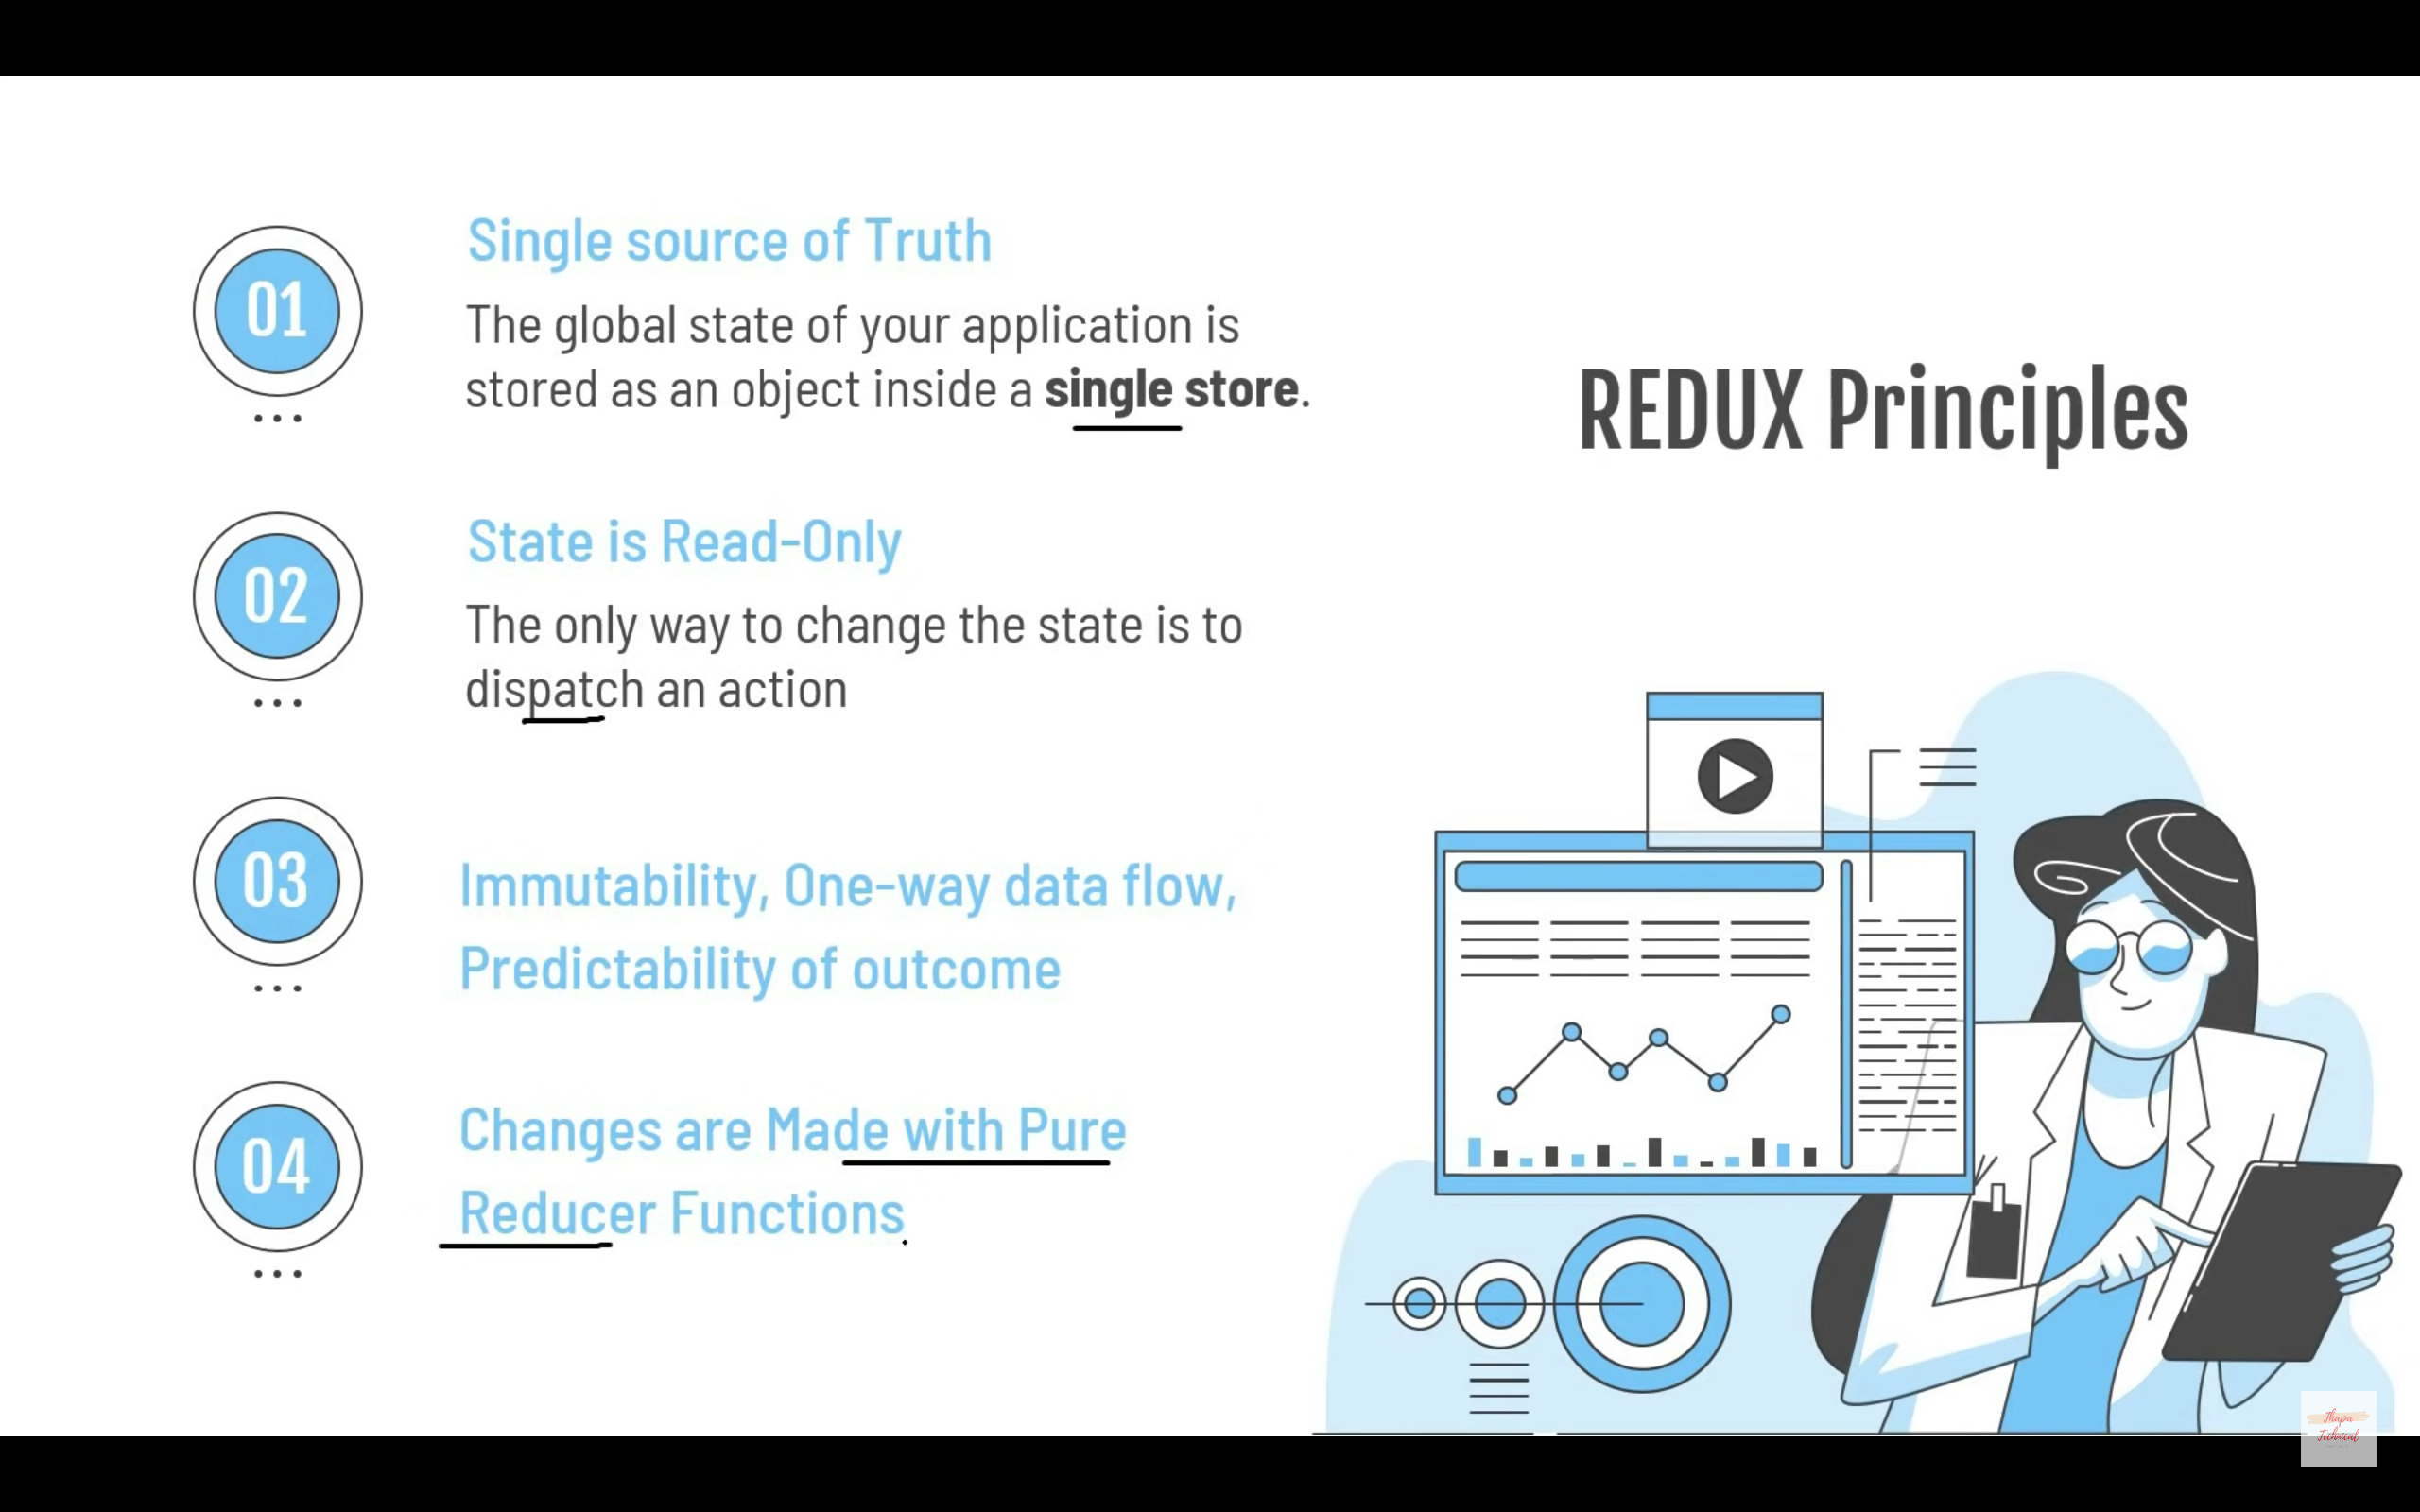 REDUX Principles
01
Single source of Truth
The global state of your application is
stored as an object inside a single store.
02
State is Read-Only
The only way to change the state is to
dispatch an action
03
Immutability, One-way data flow,
Predictability of outcome
04
Changes are Made with Pure
Reducer Functions
Thapa
Technical